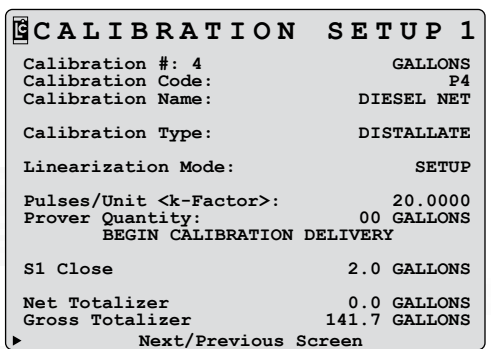 CALIBRATION SETUP 1
Calibration #: 4 GALLONS
Calibration Code: P4
Calibration Name: DIESEL NET
Calibration Type: DISTALLATE
Linearization Mode: SETUP
Pulses/Unit <k-Factor>: 20.0000
Prover Quantity: 00 GALLONS
BEGIN CALIBRATION DELIVERY
S1 Close 2.0 GALLONS
Net Totalizer 0.0 GALLONS
Gross Totalizer 141.7 GALLONS
Next/Previous Screen